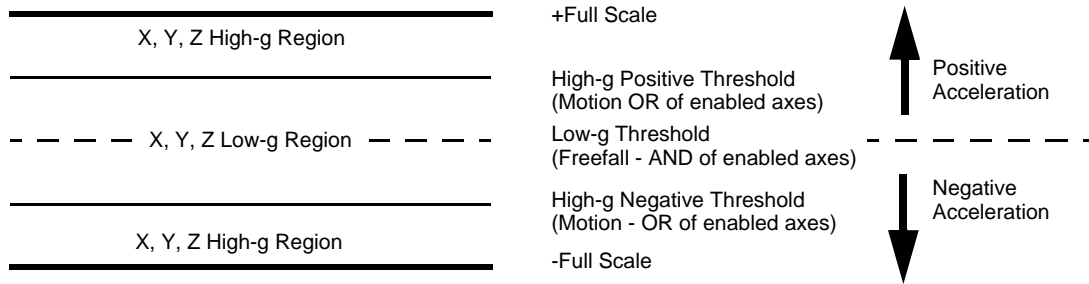 +Full Scale
X, Y, Z High-g Region
High-g Positive Threshold
(Motion OR of enabled axes)
Positive
Acceleration
X, Y, Z Low-g Region
Low-g Threshold
(Freefall - AND of enabled axes)
High-g Negative Threshold
(Motion - OR of enabled axes)
Negative
Acceleration
X, Y, Z High-g Region
-Full Scale